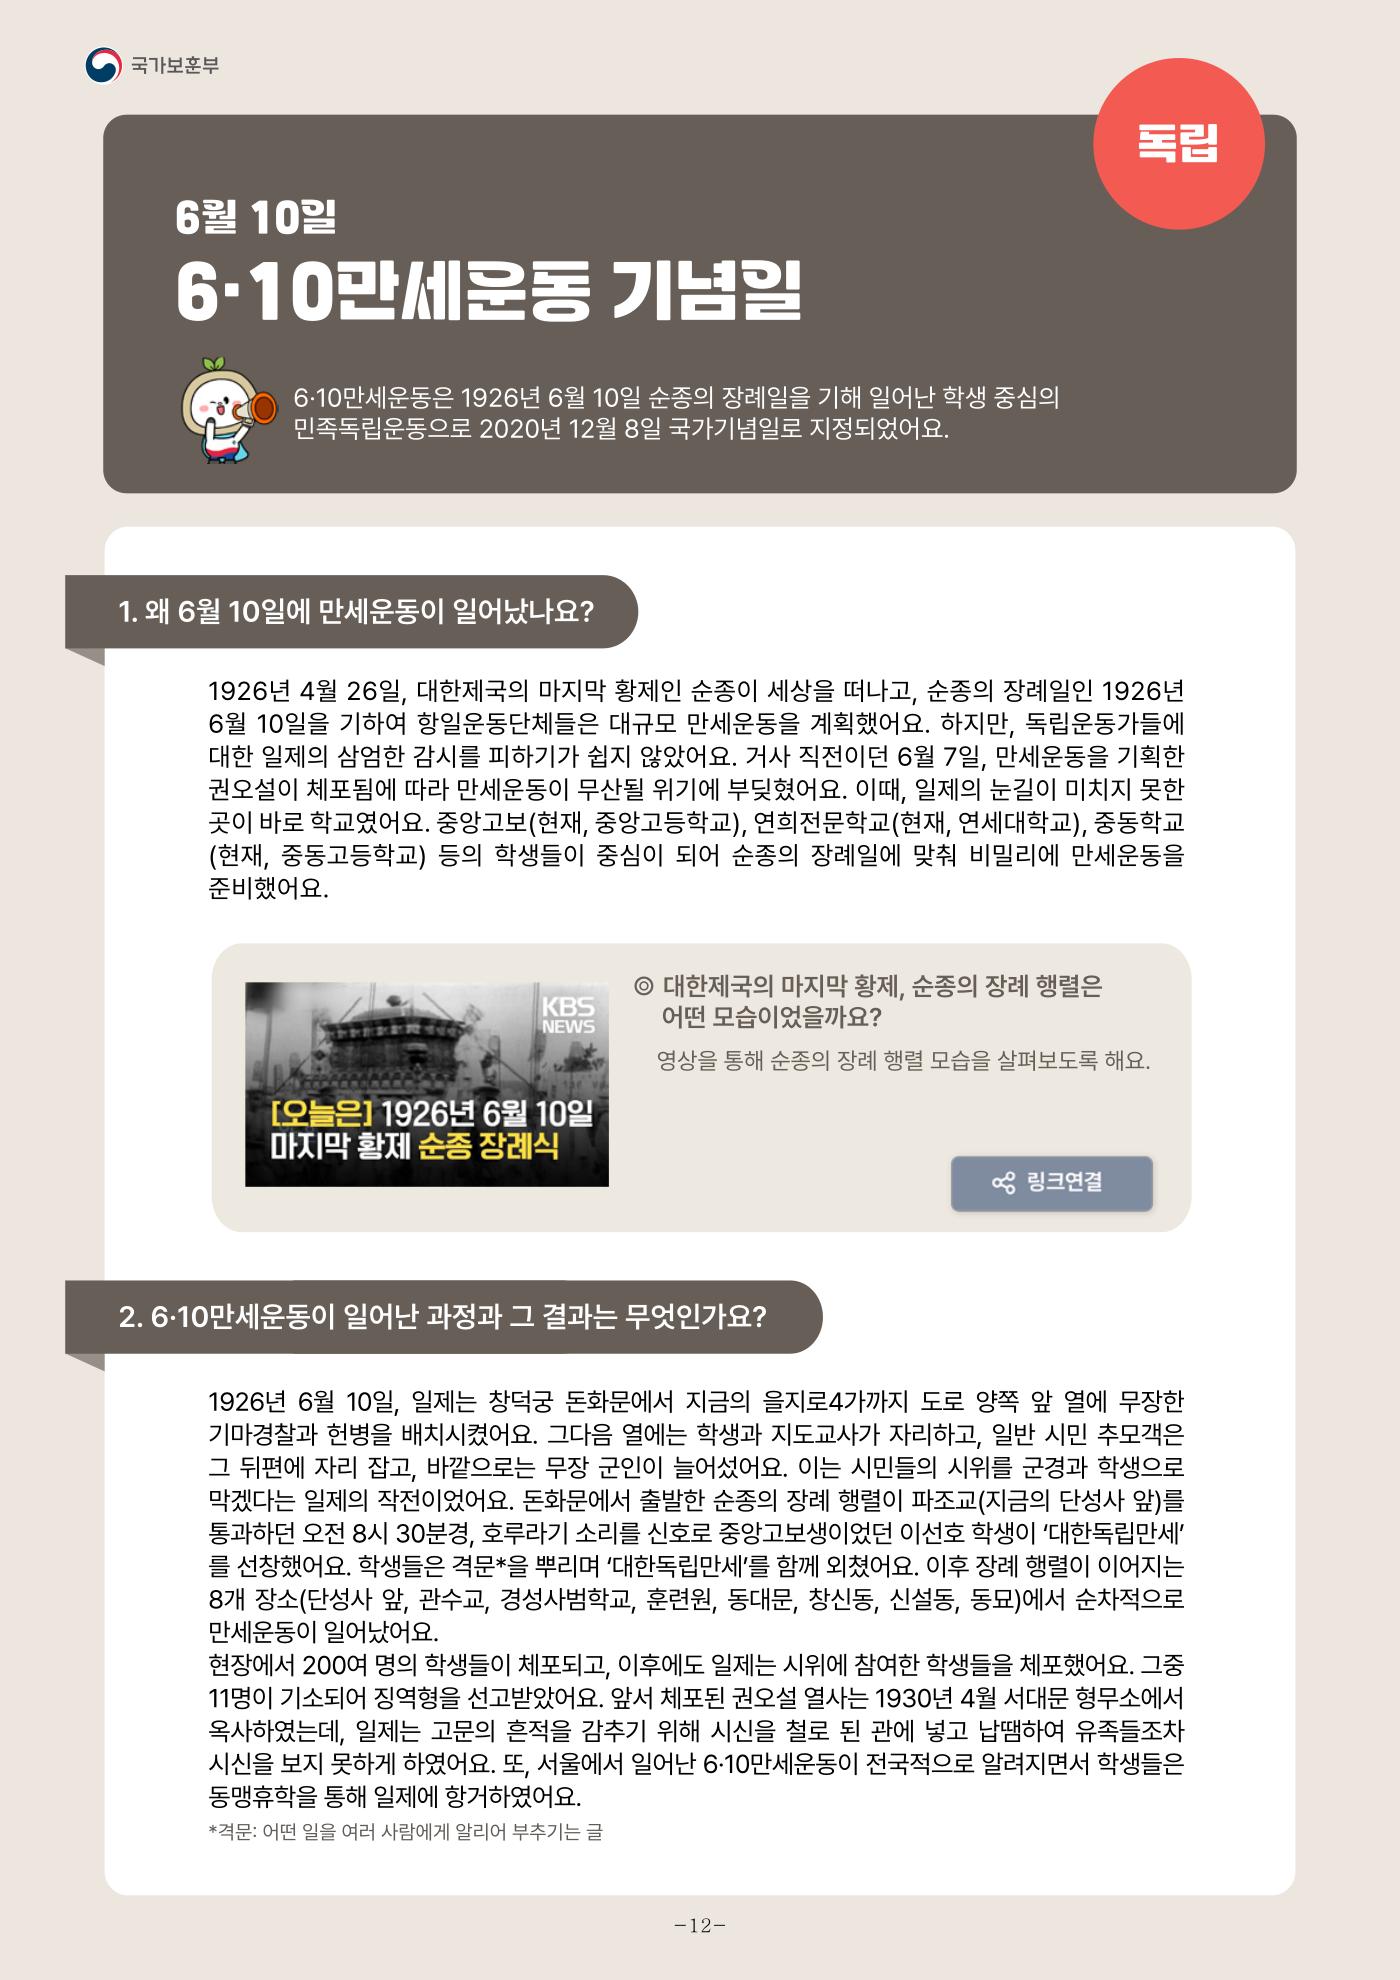 국가보훈부
독립
6월 10일
6·10만세운동 기념일
6·10만세운동은 1926년 6월 10일 순종의 장례일을 기해 일어난 학생 중심의
민족독립운동으로 2020년 12월 8일 국가기념일로 지정되었어요.
1. 왜 6월 10일에 만세운동이 일어났나요?
1926년 4월 26일, 대한제국의 마지막 황제인 순종이 세상을 떠나고, 순종의 장례일인 1926년
6월 10일을 기하여 항일운동단체들은 대규모 만세운동을 계획했어요. 하지만, 독립운동가들에
대한 일제의 삼엄한 감시를 피하기가 쉽지 않았어요. 거사 직전이던 6월 7일, 만세운동을 기획한
권오설이 체포됨에 따라 만세운동이 무산될 위기에 부딪혔어요. 이때, 일제의 눈길이 미치지 못한
곳이 바로 학교였어요. 중앙고보(현재, 중앙고등학교), 연희전문학교(현재, 연세대학교), 중동학교
(현재, 중동고등학교) 등의 학생들이 중심이 되어 순종의 장례일에 맞춰 비밀리에 만세운동을
준비했어요.
KBS
NEWS
[오늘은] 1926년 6월 10일
마지막 황제 순종 장례식
◎ 대한제국의 마지막 황제, 순종의 장례 행렬은
어떤 모습이었을까요?
영상을 통해 순종의 장례 행렬 모습을 살펴보도록 해요.
링크연결
2. 6·10만세운동이 일어난 과정과 그 결과는 무엇인가요?
1926년 6월 10일, 일제는 창덕궁 돈화문에서 지금의 을지로4가까지 도로 양쪽 앞 열에 무장한
기마경찰과 헌병을 배치시켰어요. 그다음 열에는 학생과 지도교사가 자리하고, 일반 시민 추모객은
그 뒤편에 자리 잡고, 바깥으로는 무장 군인이 늘어섰어요. 이는 시민들의 시위를 군경과 학생으로
막겠다는 일제의 작전이었어요. 돈화문에서 출발한 순종의 장례 행렬이 파조교(지금의 단성사 앞)를
통과하던 오전 8시 30분경, 호루라기 소리를 신호로 중앙고보생이었던 이선호 학생이 ‘대한독립만세’
를 선창했어요. 학생들은 격문*을 뿌리며 ‘대한독립만세’를 함께 외쳤어요. 이후 장례 행렬이 이어지는
8개 장소(단성사 앞, 관수교, 경성사범학교, 훈련원, 동대문, 창신동, 신설동, 동묘)에서 순차적으로
만세운동이 일어났어요.
현장에서 200여 명의 학생들이 체포되고, 이후에도 일제는 시위에 참여한 학생들을 체포했어요. 그중
11명이 기소되어 징역형을 선고받았어요. 앞서 체포된 권오설 열사는 1930년 4월 서대문 형무소에서
옥사하였는데, 일제는 고문의 흔적을 감추기 위해 시신을 철로 된 관에 넣고 납땜하여 유족들조차
시신을 보지 못하게 하였어요. 또, 서울에서 일어난 6·10만세운동이 전국적으로 알려지면서 학생들은
동맹휴학을 통해 일제에 항거하였어요.
*격문: 어떤 일을 여러 사람에게 알리어 부추기는 글
-12-